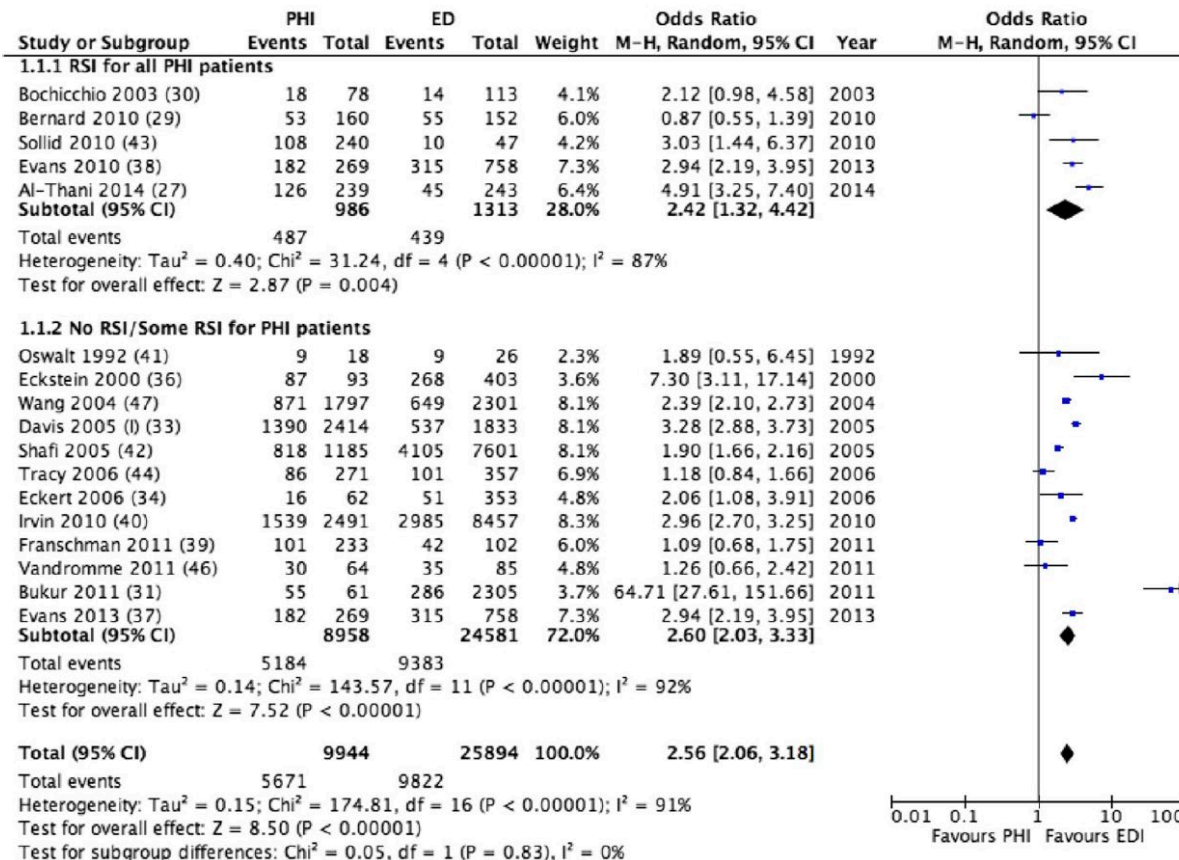 PHI ED Odds Ratio Odds Ratio
Study or Subgroup Events Total Events Total Weight M-H, Random, 95% CI Year M-H, Random, 95% CI
1.1.1 RSI for all PHI patients
Bochicchio 2003 (30) 18 78 14 113 4.1% 2.12 [0.98, 4.58] 2003
Bernard 2010 (29) 53 160 55 152 6.0% 0.87 [0.55, 1.39] 2010
Sollid 2010 (43) 108 240 10 47 4.2% 3.03 [1.44, 6.37] 2010
Evans 2010 (38) 182 269 315 758 7.3% 2.94 [2.19, 3.95] 2013
Al-Thani 2014 (27) 126 239 45 243 6.4% 4.91 [3.25, 7.40] 2014
Subtotal (95% CI) 986 1313 28.0% 2.42 [1.32, 4.42]
Total events 487 439
Heterogeneity: Tau² = 0.40; Chi² = 31.24, df = 4 (P < 0.00001); I² = 87%
Test for overall effect: Z = 2.87 (P = 0.004)
1.1.2 No RSI/Some RSI for PHI patients
Oswalt 1992 (41) 9 18 9 26 2.3% 1.89 [0.55, 6.45] 1992
Eckstein 2000 (36) 87 93 268 403 3.6% 7.30 [3.11, 17.14] 2000
Wang 2004 (47) 871 1797 649 2301 8.1% 2.39 [2.10, 2.73] 2004
Davis 2005 (I) (33) 1390 2414 537 1833 8.1% 3.28 [2.88, 3.73] 2005
Shafi 2005 (42) 818 1185 4105 7601 8.1% 1.90 [1.66, 2.16] 2005
Tracy 2006 (44) 86 271 101 357 6.9% 1.18 [0.84, 1.66] 2006
Eckert 2006 (34) 16 62 51 353 4.8% 2.06 [1.08, 3.91] 2006
Irvin 2010 (40) 1539 2491 2985 8457 8.3% 2.96 [2.70, 3.25] 2010
Franschman 2011 (39) 101 233 42 102 6.0% 1.09 [0.68, 1.75] 2011
Vandromme 2011 (46) 30 64 35 85 4.8% 1.26 [0.66, 2.42] 2011
Bukur 2011 (31) 55 61 286 2305 3.7% 64.71 [27.61, 151.66] 2011
Evans 2013 (37) 182 269 315 758 7.3% 2.94 [2.19, 3.95] 2013
Subtotal (95% CI) 8958 24581 72.0% 2.60 [2.03, 3.33]
Total events 5184 9383
Heterogeneity: Tau² = 0.14; Chi² = 143.57, df = 11 (P < 0.00001); I² = 92%
Test for overall effect: Z = 7.52 (P < 0.00001)
Total (95% CI) 9944 25894 100.0% 2.56 [2.06, 3.18]
Total events 5671 9822
Heterogeneity: Tau² = 0.15; Chi² = 174.81, df = 16 (P < 0.00001); I² = 91%
Test for overall effect: Z = 8.50 (P < 0.00001)
Test for subgroup differences: Chi² = 0.05, df = 1 (P = 0.83), I² = 0%
0.01 0.1 1 10 100
Favours PHI Favours EDI